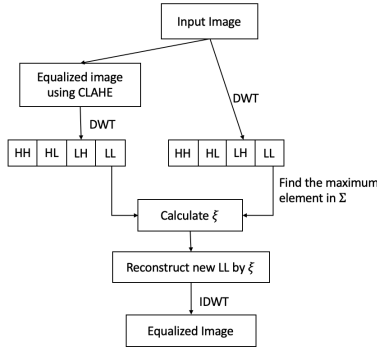 Input Image
Equalized image
using CLAHE
DWT
DWT
HH HL LH LL
HH HL LH LL
Find the maximum
element in Σ
Calculate ξ
Reconstruct new LL by ξ
IDWT
Equalized Image